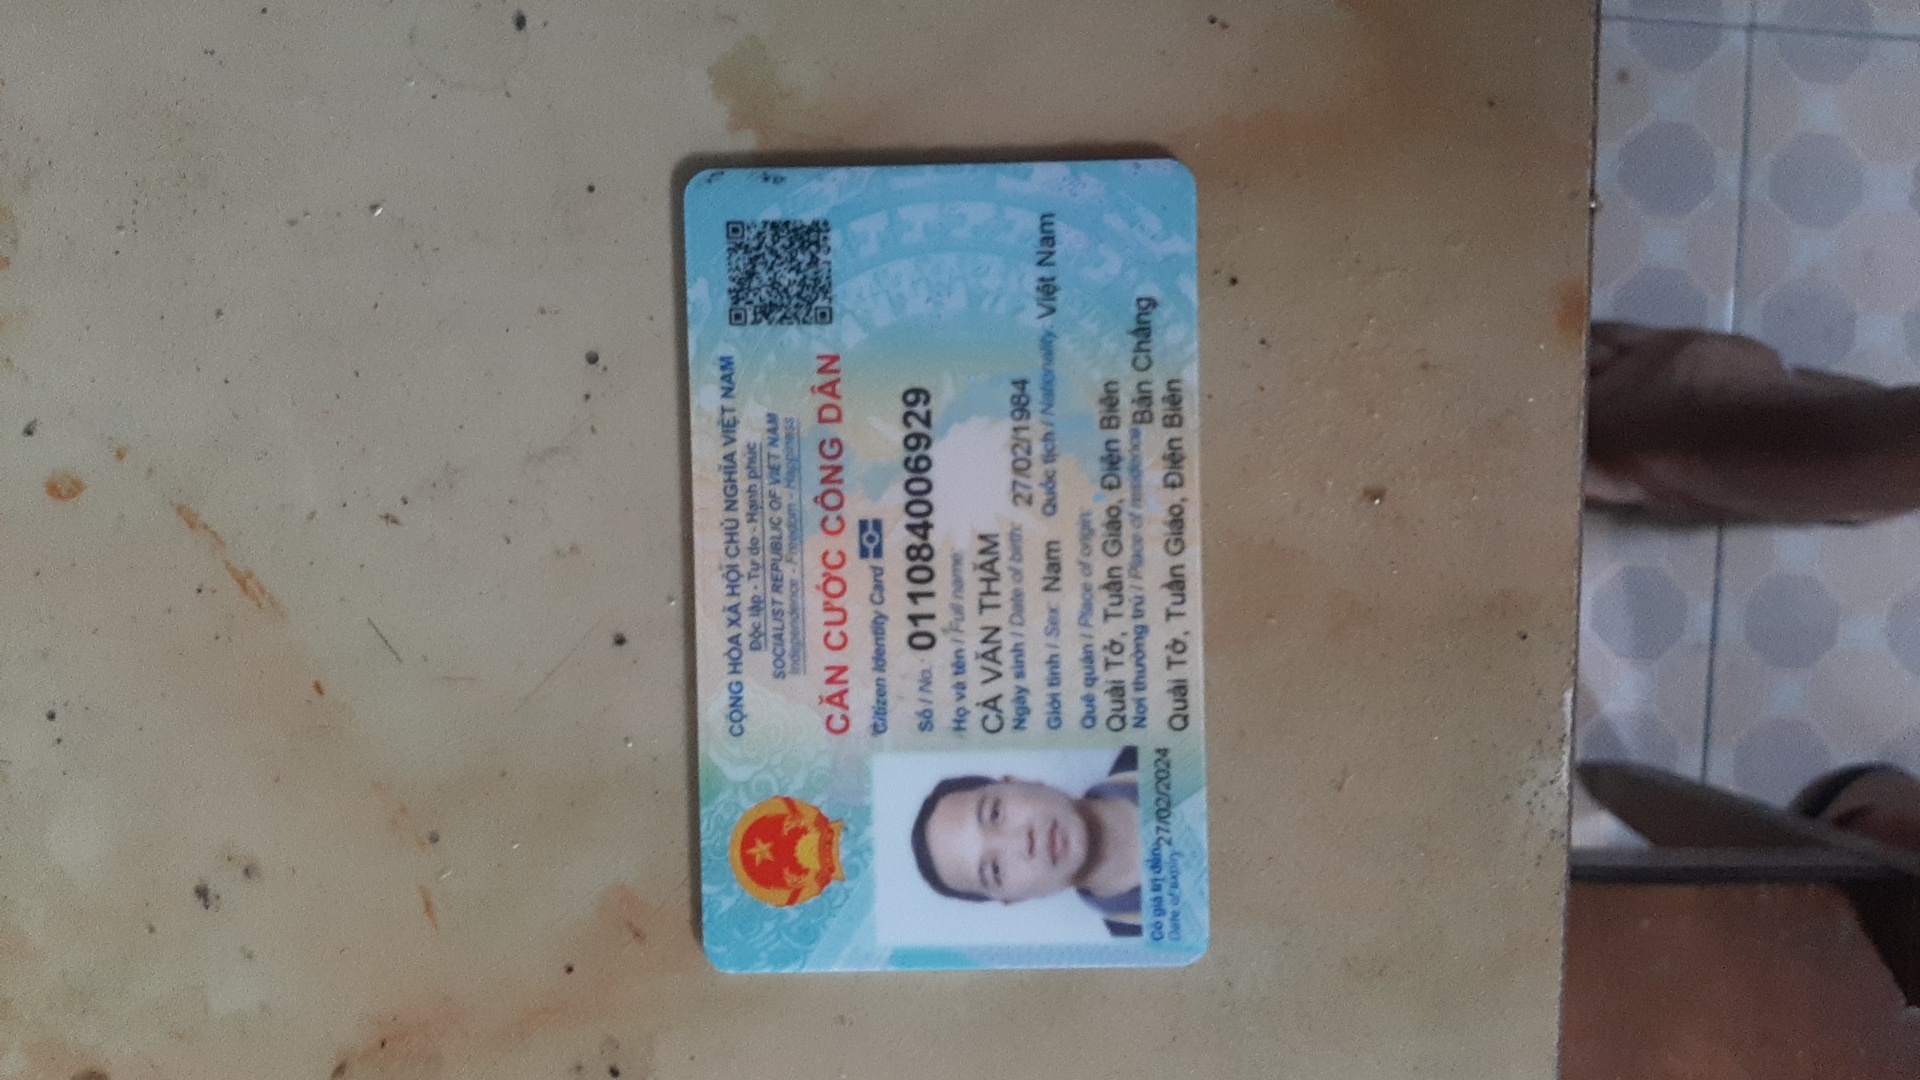 CỘNG HÒA XÃ HỘI CHỦ NGHĨA VIỆT NAM
Độc lập - Tự do - Hạnh phúc
SOCIALIST REPUBLIC OF VIET NAM
Independence - Freedom - Happiness
CĂN CƯỚC CÔNG DÂN
Citizen Identity Card
Số / No.: 011084006929
Họ và tên / Full name:
CÀ VĂN THĂM
Ngày sinh / Date of birth: 27/02/1984
Giới tính / Sex: Nam Quốc tịch / Nationality: Việt Nam
Quê quán / Place of origin:
Quài Tở, Tuần Giáo, Điện Biên
Nơi thường trú / Place of residence: Bản Chăng
Quài Tở, Tuần Giáo, Điện Biên
Có giá trị đến: 27/02/2024
Date of expiry